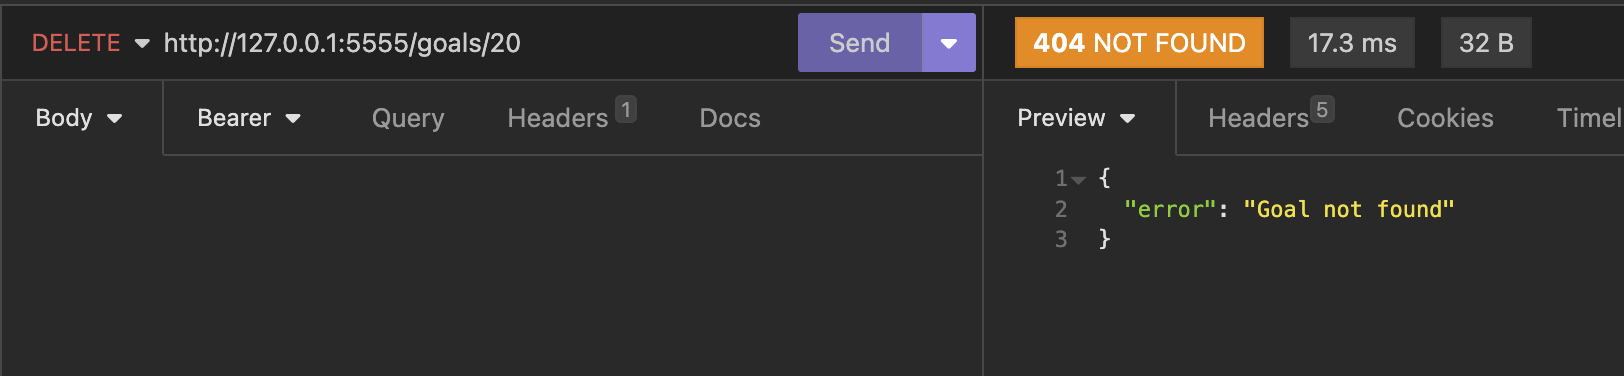 DELETE http://127.0.0.1:5555/goals/20 Send 404 NOT FOUND 17.3 ms 32 B
Body Bearer Query Headers 1 Docs Preview Headers 5 Cookies Timel
1 {
2 "error": "Goal not found"
3 }